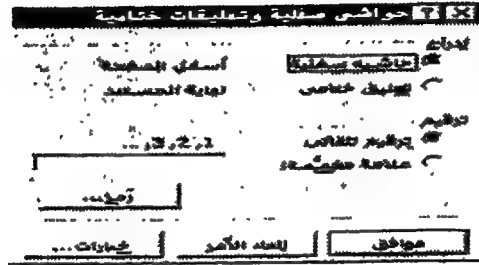 حواشي سفلية وتعليقات ختامية
إدراج
حاشية سفلية أسفل الصفحة
تعليق ختامي نهاية المستند
ترقيم
ترقيم تلقائي 1، 2، 3، ...
علامة مخصصة:
رمز...
موافق إلغاء الأمر خيارات...